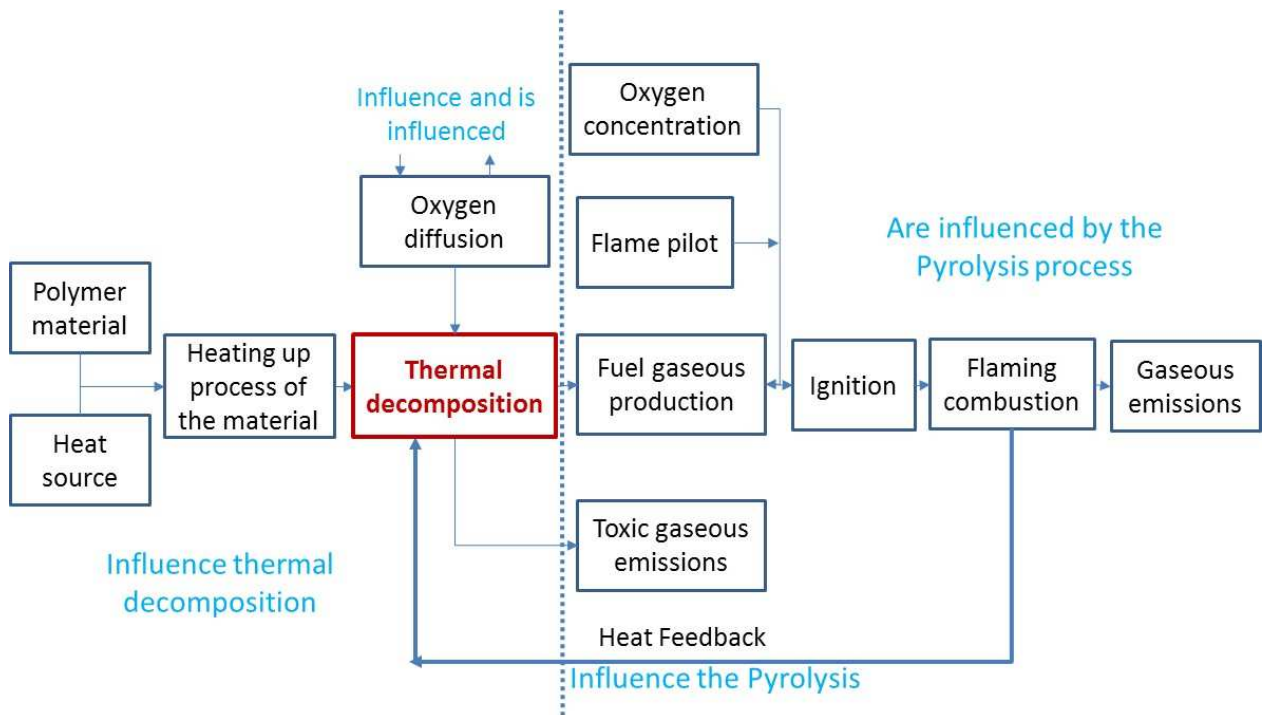 Influence and is
influenced
Oxygen
concentration
Oxygen
diffusion
Flame pilot
Are influenced by the
Pyrolysis process
Polymer
material
Heating up
process of
the material
Thermal
decomposition
Fuel gaseous
production
Ignition
Flaming
combustion
Gaseous
emissions
Heat
source
Toxic gaseous
emissions
Influence thermal
decomposition
Heat Feedback
Influence the Pyrolysis